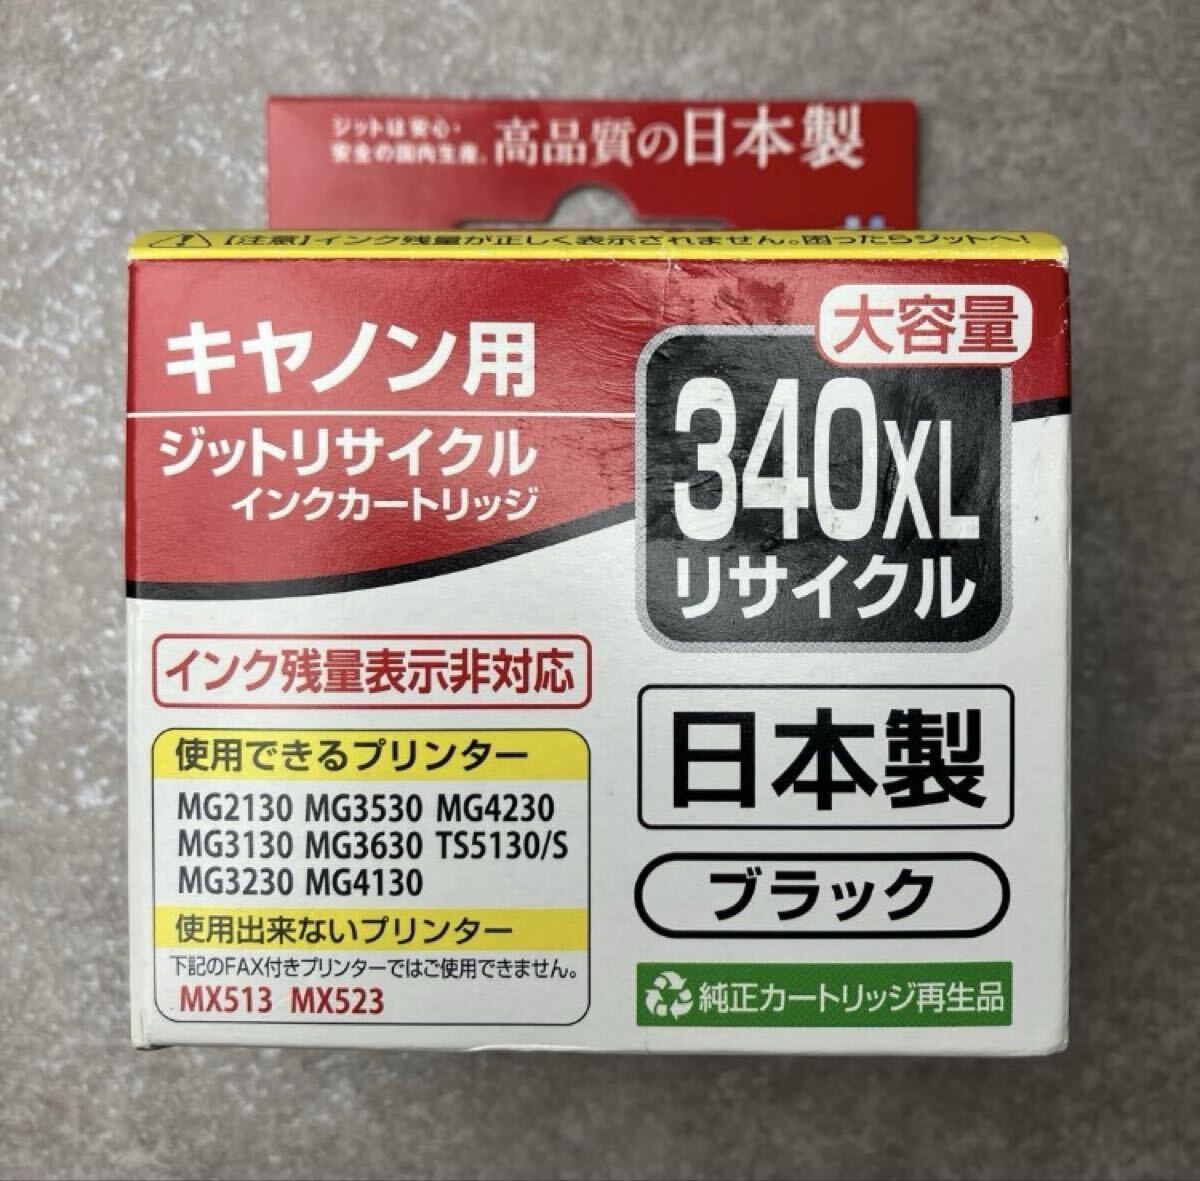 ジットは安心・
安全の国内生産。
高品質の日本製
【注意】インク残量が正しく表示されません。困ったらジットへ!
キヤノン用
ジットリサイクル
インクカートリッジ
大容量
340XL
リサイクル
インク残量表示非対応
使用できるプリンター
MG2130 MG3530 MG4230
MG3130 MG3630 TS5130/S
MG3230 MG4130
使用出来ないプリンター
下記のFAX付きプリンターではご使用できません。
MX513 MX523
日本製
ブラック
純正カートリッジ再生品